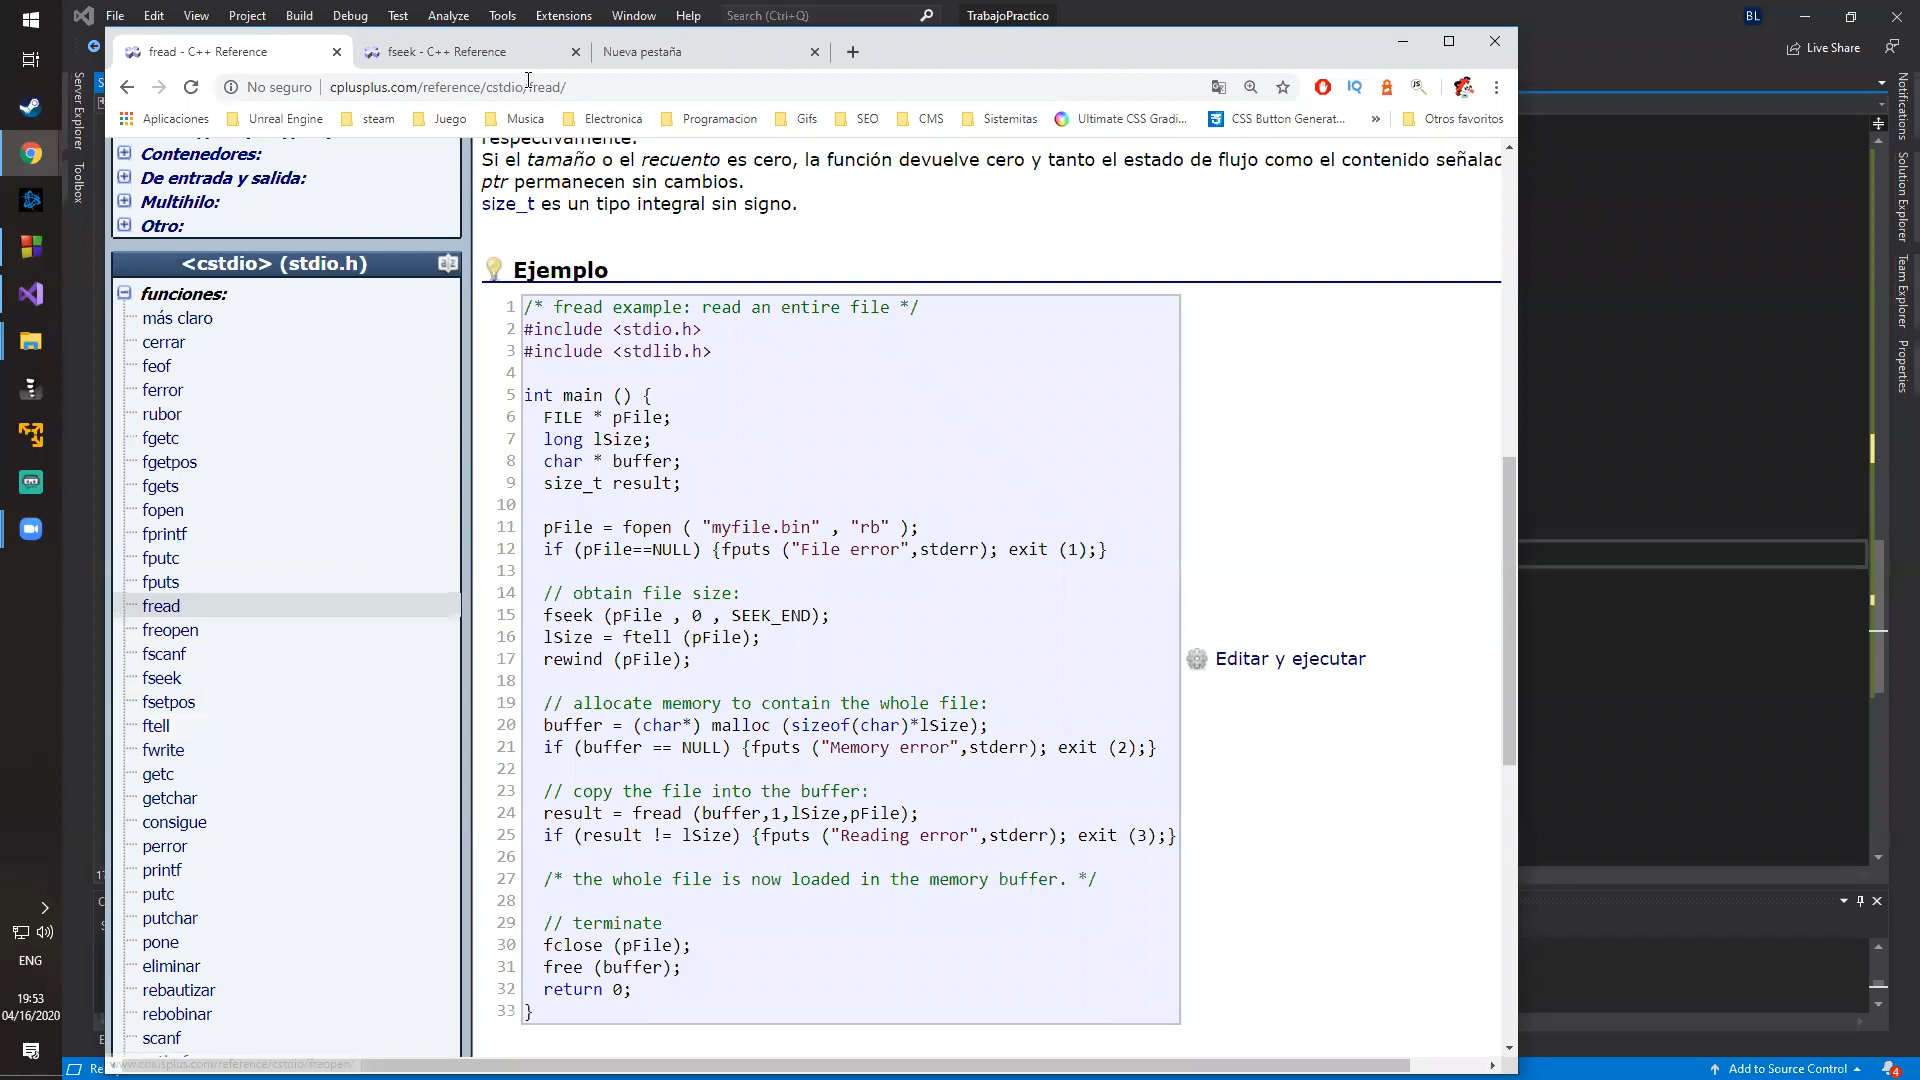 File Edit View Project Build Debug Test Analyze Tools Extensions Window Help Search (Ctrl+Q) TrabajoPractico BL
Live Share
fread - C++ Reference fseek - C++ Reference Nueva pestaña
No seguro cplusplus.com/reference/cstdio/fread/
Aplicaciones Unreal Engine steam Juego Musica Electronica Programacion Gifs SEO CMS Sistemitas Ultimate CSS Gradi... CSS Button Generat... » Otros favoritos
Server Explorer
Toolbox
Notifications
Solution Explorer
Team Explorer
Properties
Contenedores:
De entrada y salida:
Multihilo:
Otro:
<cstdio> (stdio.h)
funciones:
más claro
cerrar
feof
ferror
rubor
fgetc
fgetpos
fgets
fopen
fprintf
fputc
fputs
fread
freopen
fscanf
fseek
fsetpos
ftell
fwrite
getc
getchar
consigue
perror
printf
putc
putchar
pone
eliminar
rebautizar
rebobinar
scanf
www.cplusplus.com/reference/cstdio/freopen/
respectivamente.
Si el tamaño o el recuento es cero, la función devuelve cero y tanto el estado de flujo como el contenido señalac
ptr permanecen sin cambios.
size_t es un tipo integral sin signo.
Ejemplo
1 /* fread example: read an entire file */
2 #include <stdio.h>
3 #include <stdlib.h>
4
5 int main () {
6 FILE * pFile;
7 long lSize;
8 char * buffer;
9 size_t result;
10
11 pFile = fopen ( "myfile.bin" , "rb" );
12 if (pFile==NULL) {fputs ("File error",stderr); exit (1);}
13
14 // obtain file size:
15 fseek (pFile , 0 , SEEK_END);
16 lSize = ftell (pFile);
17 rewind (pFile);
18
19 // allocate memory to contain the whole file:
20 buffer = (char*) malloc (sizeof(char)*lSize);
21 if (buffer == NULL) {fputs ("Memory error",stderr); exit (2);}
22
23 // copy the file into the buffer:
24 result = fread (buffer,1,lSize,pFile);
25 if (result != lSize) {fputs ("Reading error",stderr); exit (3);}
26
27 /* the whole file is now loaded in the memory buffer. */
28
29 // terminate
30 fclose (pFile);
31 free (buffer);
32 return 0;
33 }
Editar y ejecutar
ENG
19:53
04/16/2020
Add to Source Control
4